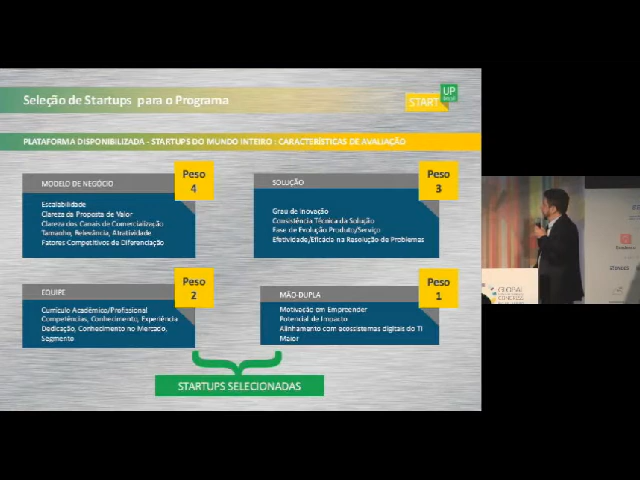 Seleção de Startups para o Programa
START
UP
PLATAFORMA DISPONIBILIZADA - STARTUPS DO MUNDO INTEIRO : CARACTERÍSTICAS DE AVALIAÇÃO
MODELO DE NEGÓCIO
Peso
4
Escalabilidade
Clareza da Proposta de Valor
Clareza dos Canais de Comercialização
Tamanho, Relevância, Atratividade
Fatores Competitivos de Diferenciação
SOLUÇÃO
Peso
3
Grau de Inovação
Consistência Técnica da Solução
Fase de Evolução Produto/Serviço
Efetividade/Eficácia na Resolução de Problemas
EQUIPE
Peso
2
Currículo Acadêmico/Profissional
Competências, Conhecimento, Experiência
Dedicação, Conhecimento no Mercado,
Segmento
MÃO-DUPLA
Peso
1
Motivação em Empreender
Potencial de Impacto
Alinhamento com ecossistemas digitais do TI
Maior
STARTUPS SELECIONADAS
GLOBAL
CONGRESS